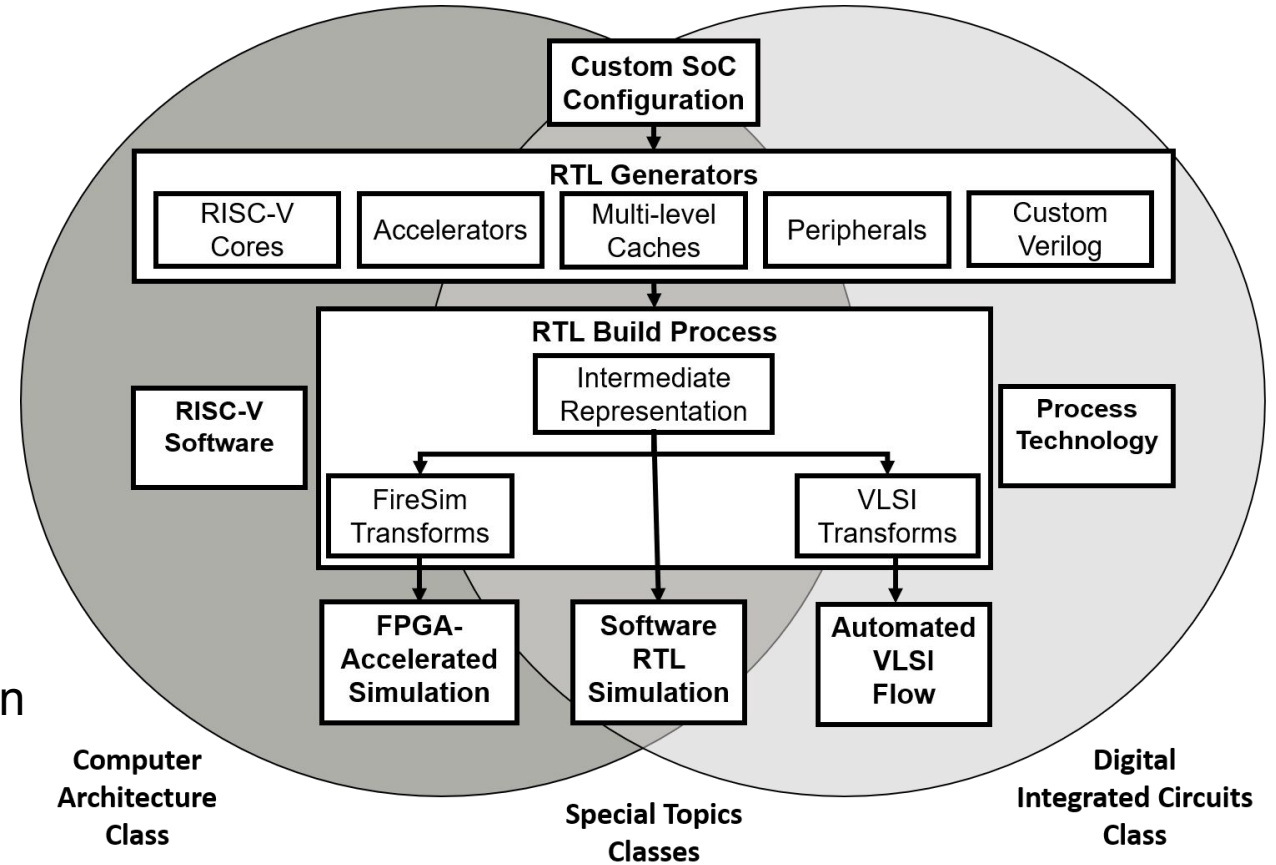 Custom SoC
Configuration
RTL Generators
RISC-V
Cores
Accelerators
Multi-level
Caches
Peripherals
Custom
Verilog
RTL Build Process
Intermediate
Representation
RISC-V
Software
Process
Technology
FireSim
Transforms
VLSI
Transforms
FPGA-
Accelerated
Simulation
Software
RTL
Simulation
Automated
VLSI
Flow
n
Computer
Architecture
Class
Special Topics
Classes
Digital
Integrated Circuits
Class